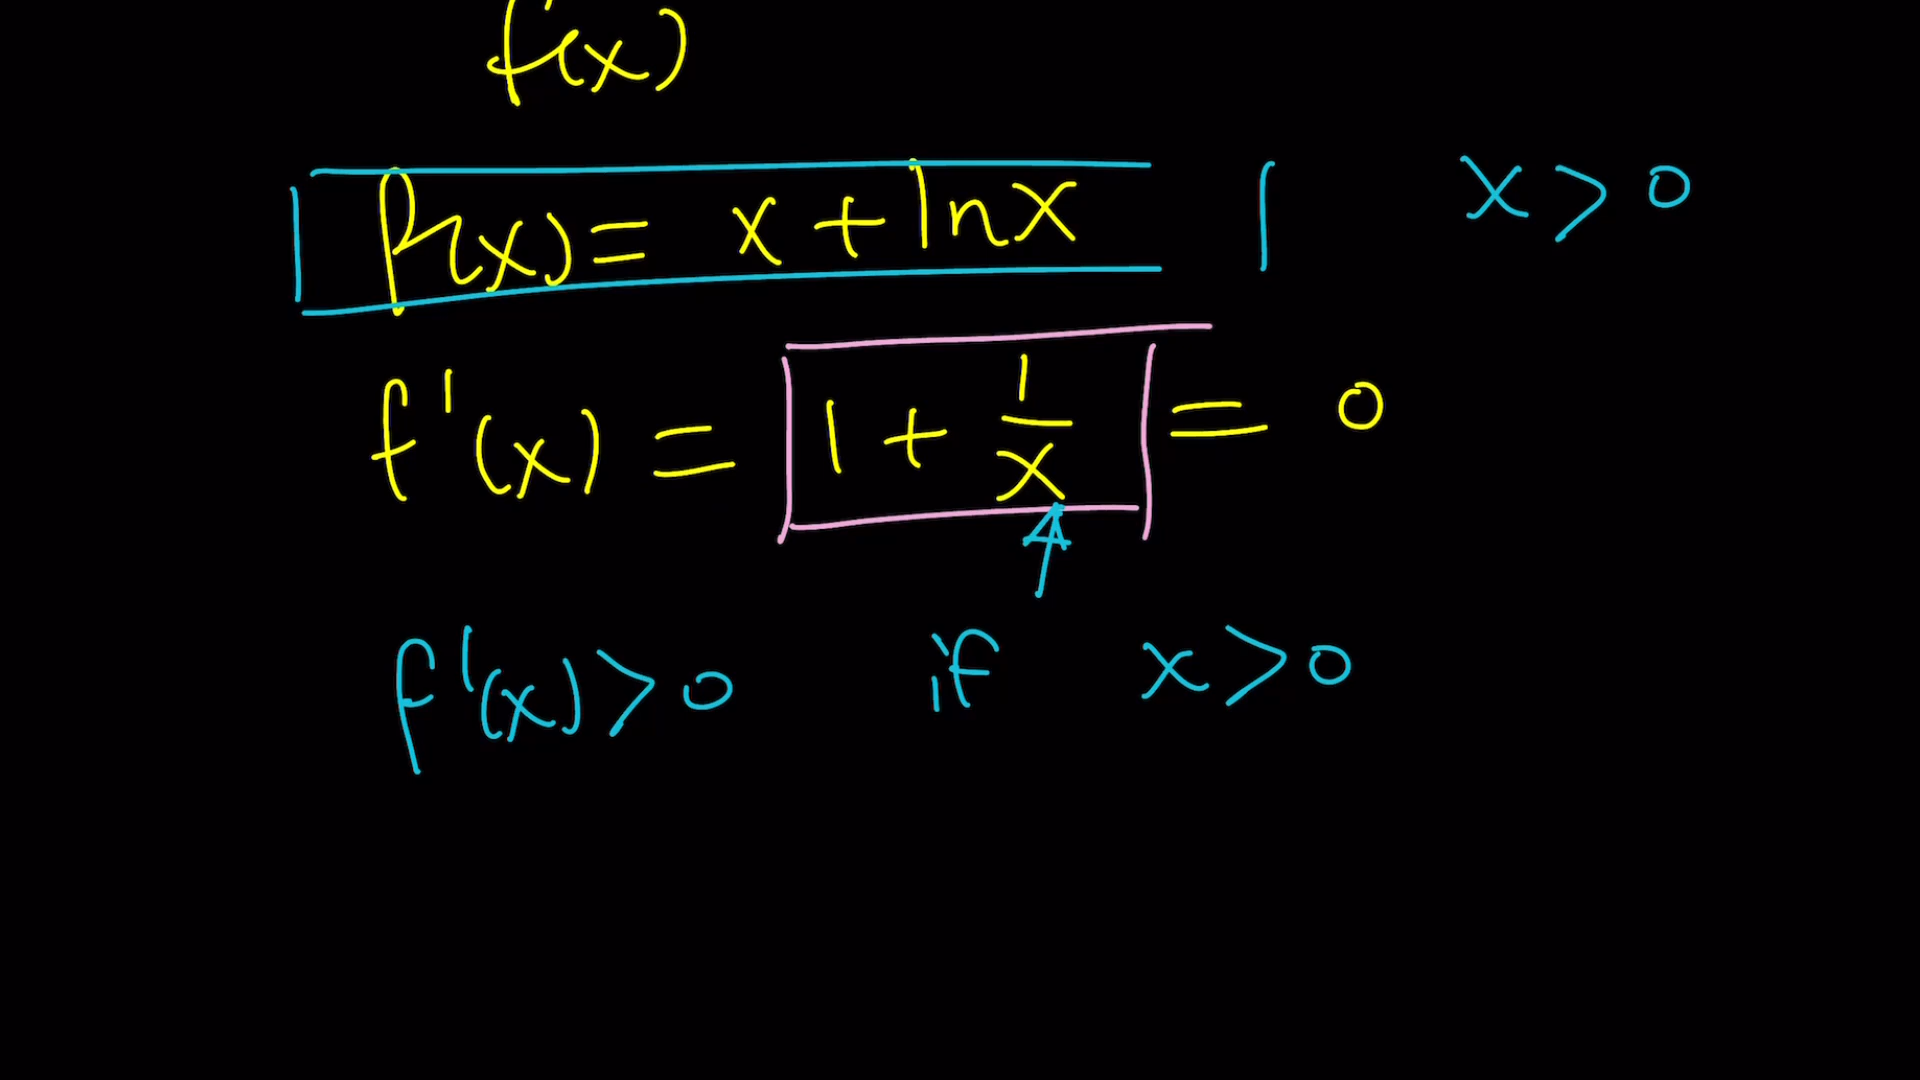 f(x)
f(x) = x + ln x x > 0
f'(x) = 1 + 1/x = 0
f'(x) > 0 if x > 0